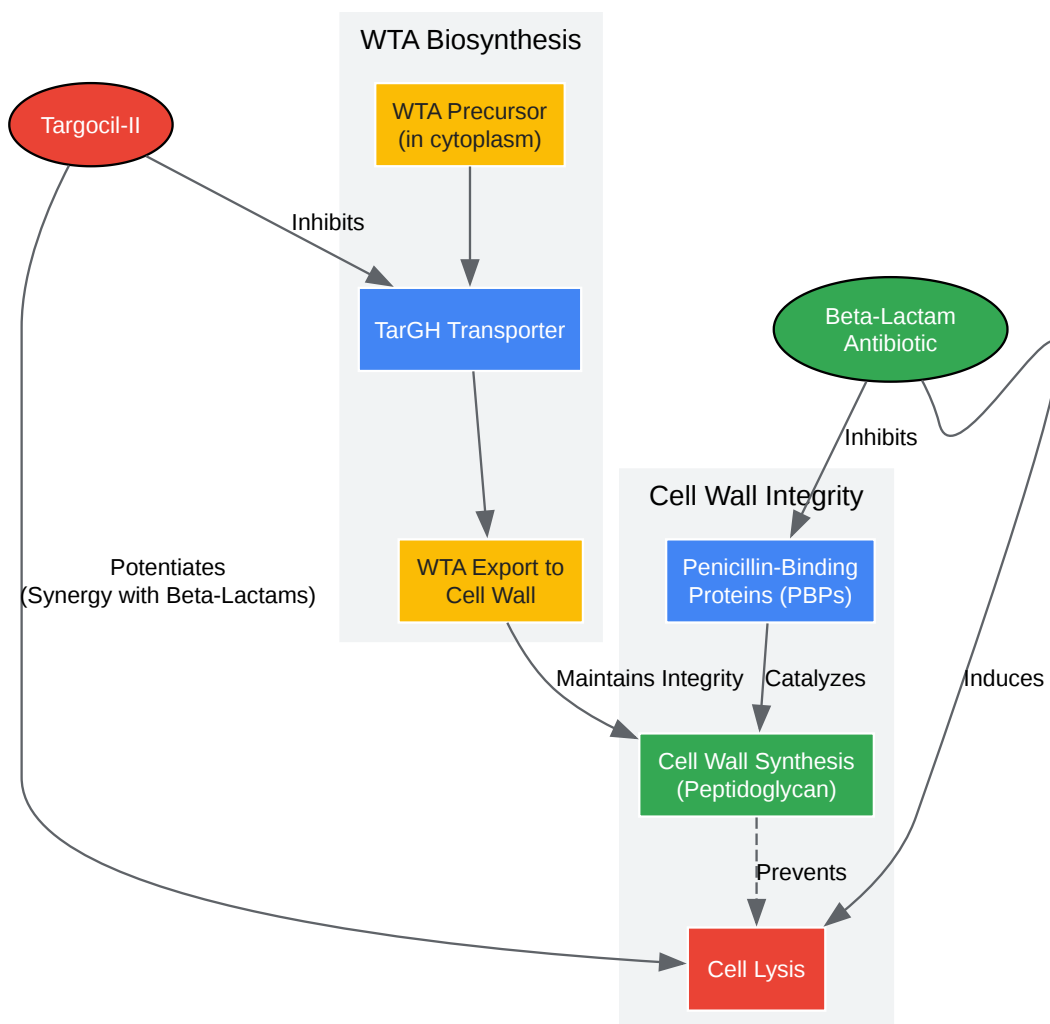 WTA Biosynthesis
WTA Precursor
(in cytoplasm)
Targocil-II
Inhibits
TarGH Transporter
Beta-Lactam
Antibiotic
Inhibits
Cell Wall Integrity
WTA Export to
Cell Wall
Penicillin-Binding
Proteins (PBPs)
Potentiates
(Synergy with Beta-Lactams)
Maintains Integrity
Catalyzes
Induces
Cell Wall Synthesis
(Peptidoglycan)
Prevents
Cell Lysis